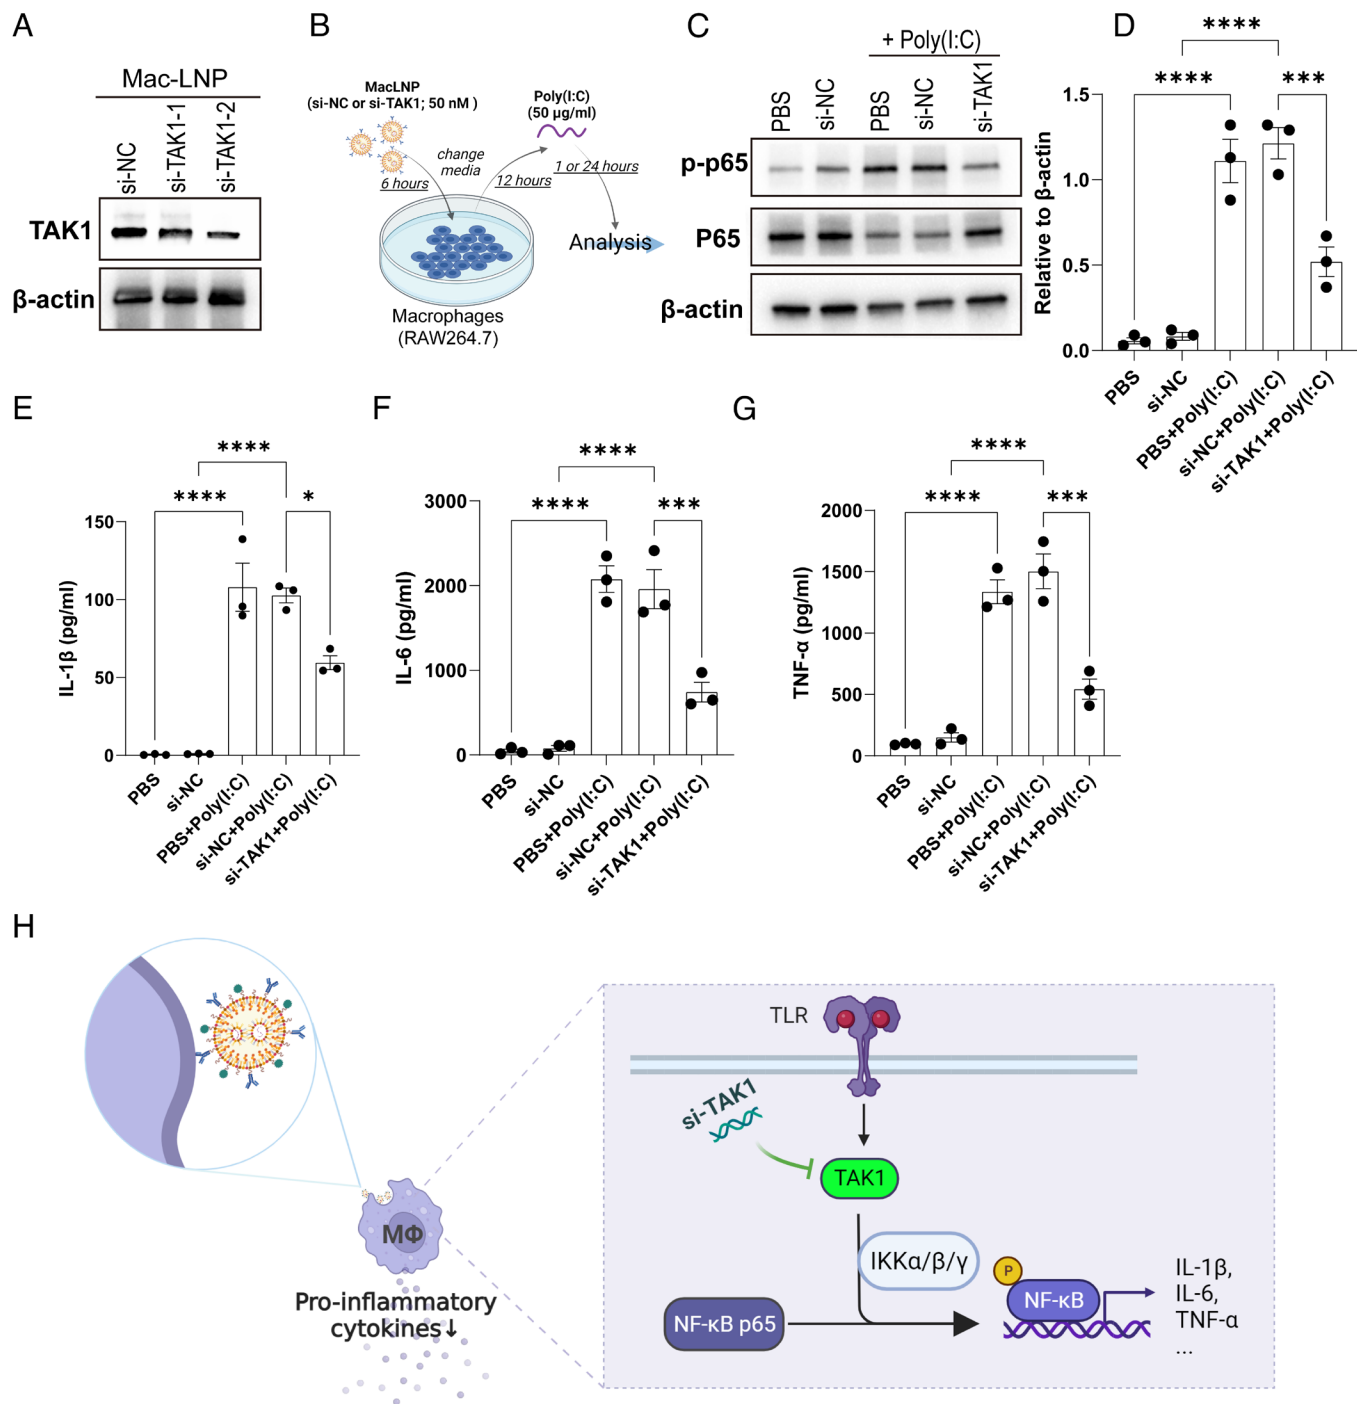 A
Mac-LNP
si-NC
si-TAK1-1
si-TAK1-2
TAK1
β-actin
B
MacLNP
(si-NC or si-TAK1; 50 nM )
Poly(I:C)
(50 µg/ml)
change
media
6 hours
12 hours
1 or 24 hours
Analysis
Macrophages
(RAW264.7)
C
+ Poly(I:C)
PBS
si-NC
PBS
si-NC
si-TAK1
p-p65
P65
β-actin
D
****
****
***
Relative to β-actin
1.5
1.0
0.5
0.0
PBS
si-NC
PBS+Poly(I:C)
si-NC+Poly(I:C)
si-TAK1+Poly(I:C)
E
****
****
*
IL-1β (pg/ml)
150
100
50
0
PBS
si-NC
PBS+Poly(I:C)
si-NC+Poly(I:C)
si-TAK1+Poly(I:C)
F
****
****
***
IL-6 (pg/ml)
3000
2000
1000
0
PBS
si-NC
PBS+Poly(I:C)
si-NC+Poly(I:C)
si-TAK1+Poly(I:C)
G
****
****
***
TNF-α (pg/ml)
2000
1500
1000
500
0
PBS
si-NC
PBS+Poly(I:C)
si-NC+Poly(I:C)
si-TAK1+Poly(I:C)
H
MΦ
Pro-inflammatory
cytokines↓
TLR
si-TAK1
TAK1
IKKα/β/γ
NF-κB p65
P
NF-κB
IL-1β,
IL-6,
TNF-α
...